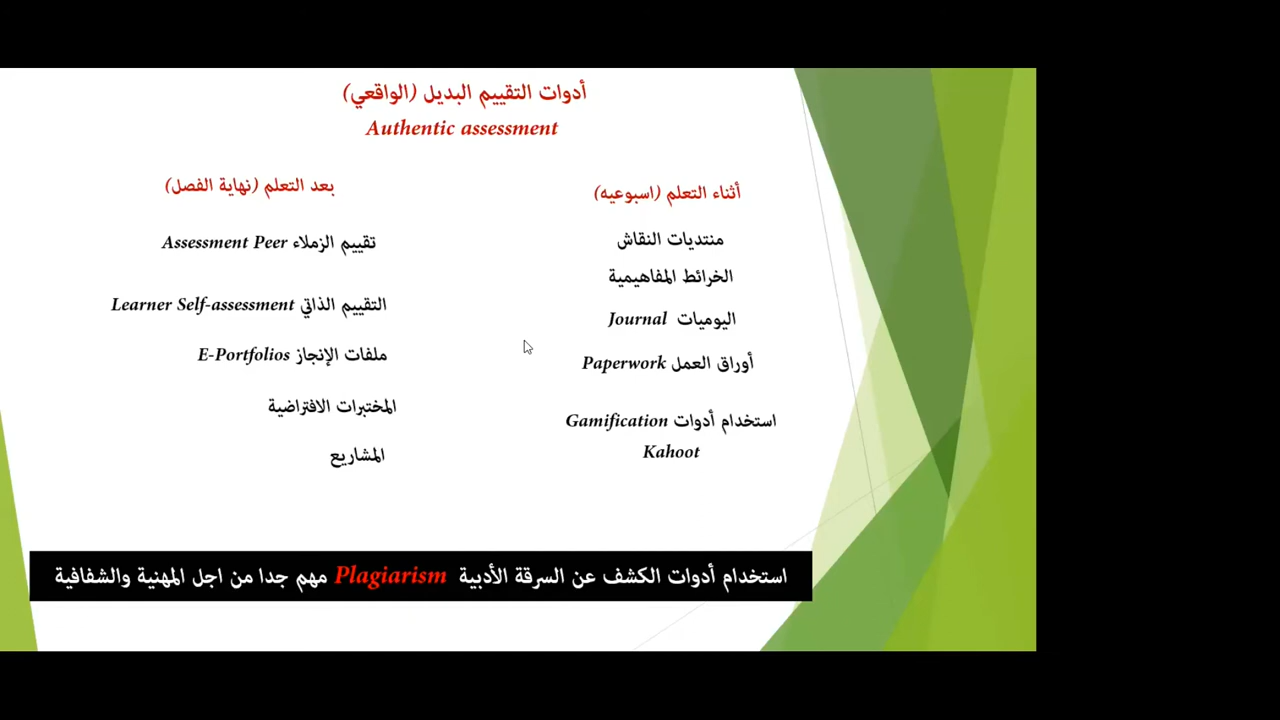 أدوات التقييم البديل (الواقعي)
Authentic assessment
أثناء التعلم (اسبوعيه)
منتديات النقاش
الخرائط المفاهيمية
اليوميات Journal
أوراق العمل Paperwork
استخدام أدوات Gamification
Kahoot
بعد التعلم (نهاية الفصل)
تقييم الزملاء Assessment Peer
التقييم الذاتي Learner Self-assessment
ملفات الإنجاز E-Portfolios
المختبرات الافتراضية
المشاريع
استخدام أدوات الكشف عن السرقة الأدبية Plagiarism مهم جدا من اجل المهنية والشفافية